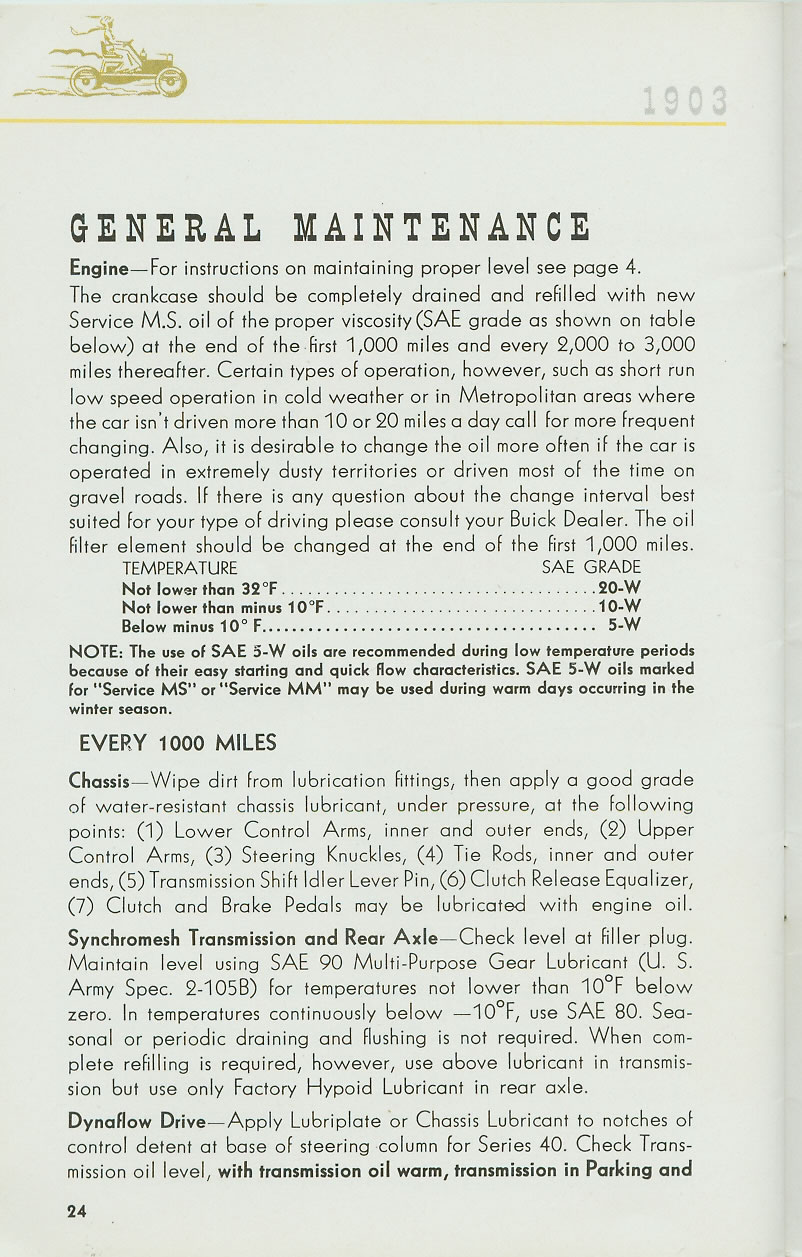 1903
GENERAL MAINTENANCE
Engine—For instructions on maintaining proper level see page 4.
The crankcase should be completely drained and refilled with new
Service M.S. oil of the proper viscosity (SAE grade as shown on table
below) at the end of the first 1,000 miles and every 2,000 to 3,000
miles thereafter. Certain types of operation, however, such as short run
low speed operation in cold weather or in Metropolitan areas where
the car isn't driven more than 10 or 20 miles a day call for more frequent
changing. Also, it is desirable to change the oil more often if the car is
operated in extremely dusty territories or driven most of the time on
gravel roads. If there is any question about the change interval best
suited for your type of driving please consult your Buick Dealer. The oil
filter element should be changed at the end of the first 1,000 miles.
TEMPERATURE SAE GRADE
Not lower than 32°F..................................20-W
Not lower than minus 10°F..................................10-W
Below minus 10° F.................................. 5-W
NOTE: The use of SAE 5-W oils are recommended during low temperature periods
because of their easy starting and quick flow characteristics. SAE 5-W oils marked
for "Service MS" or "Service MM" may be used during warm days occurring in the
winter season.
EVERY 1000 MILES
Chassis—Wipe dirt from lubrication fittings, then apply a good grade
of water-resistant chassis lubricant, under pressure, at the following
points: (1) Lower Control Arms, inner and outer ends, (2) Upper
Control Arms, (3) Steering Knuckles, (4) Tie Rods, inner and outer
ends, (5) Transmission Shift Idler Lever Pin, (6) Clutch Release Equalizer,
(7) Clutch and Brake Pedals may be lubricated with engine oil.
Synchromesh Transmission and Rear Axle—Check level at filler plug.
Maintain level using SAE 90 Multi-Purpose Gear Lubricant (U. S.
Army Spec. 2-105B) for temperatures not lower than 10°F below
zero. In temperatures continuously below —10°F, use SAE 80. Sea-
sonal or periodic draining and flushing is not required. When com-
plete refilling is required, however, use above lubricant in transmis-
sion but use only Factory Hypoid Lubricant in rear axle.
Dynaflow Drive—Apply Lubriplate or Chassis Lubricant to notches of
control detent at base of steering column for Series 40. Check Trans-
mission oil level, with transmission oil warm, transmission in Parking and
24